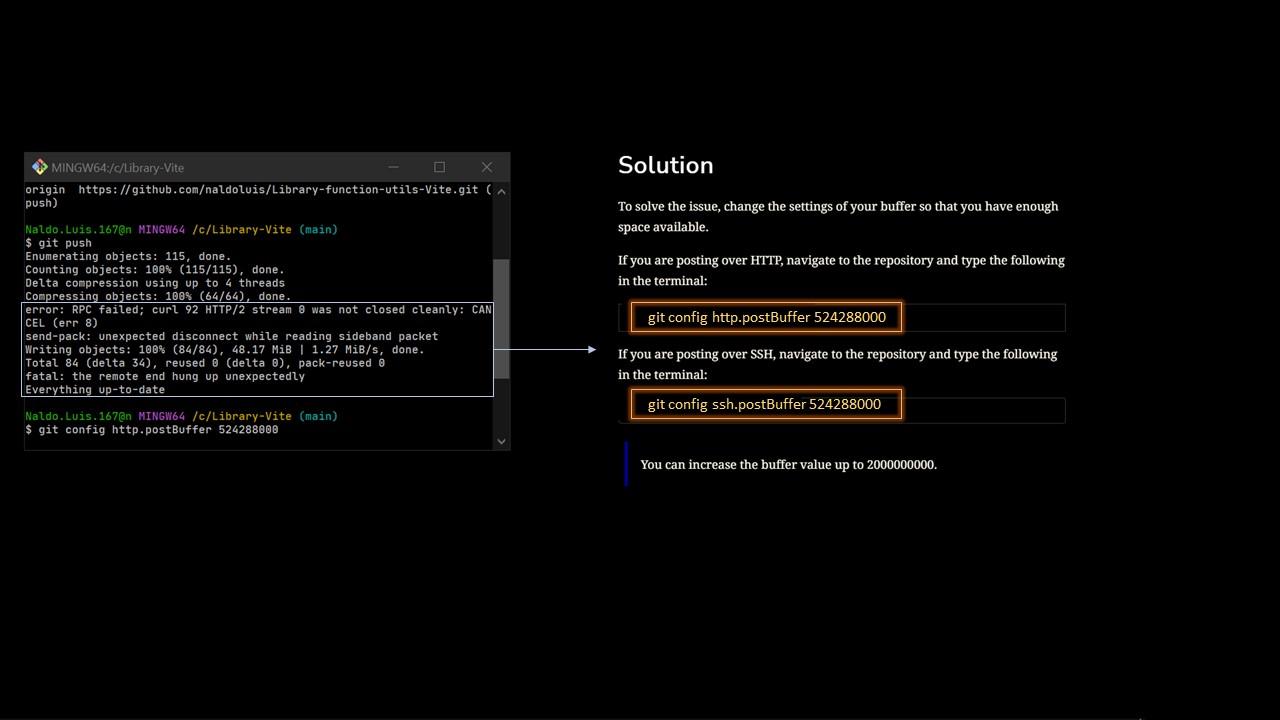 MINGW64:/c/Library-Vite
origin  https://github.com/naldoluis/Library-function-utils-Vite.git (
push)
Naldo.Luis.167@n MINGW64 /c/Library-Vite (main)
$ git push
Enumerating objects: 115, done.
Counting objects: 100% (115/115), done.
Delta compression using up to 4 threads
Compressing objects: 100% (64/64), done.
error: RPC failed; curl 92 HTTP/2 stream 0 was not closed cleanly: CAN
CEL (err 8)
send-pack: unexpected disconnect while reading sideband packet
Writing objects: 100% (84/84), 48.17 MiB | 1.27 MiB/s, done.
Total 84 (delta 34), reused 0 (delta 0), pack-reused 0
fatal: the remote end hung up unexpectedly
Everything up-to-date
Naldo.Luis.167@n MINGW64 /c/Library-Vite (main)
$ git config http.postBuffer 524288000
Solution
To solve the issue, change the settings of your buffer so that you have enough
space available.
If you are posting over HTTP, navigate to the repository and type the following
in the terminal:
git config http.postBuffer 524288000
If you are posting over SSH, navigate to the repository and type the following
in the terminal:
git config ssh.postBuffer 524288000
You can increase the buffer value up to 2000000000.